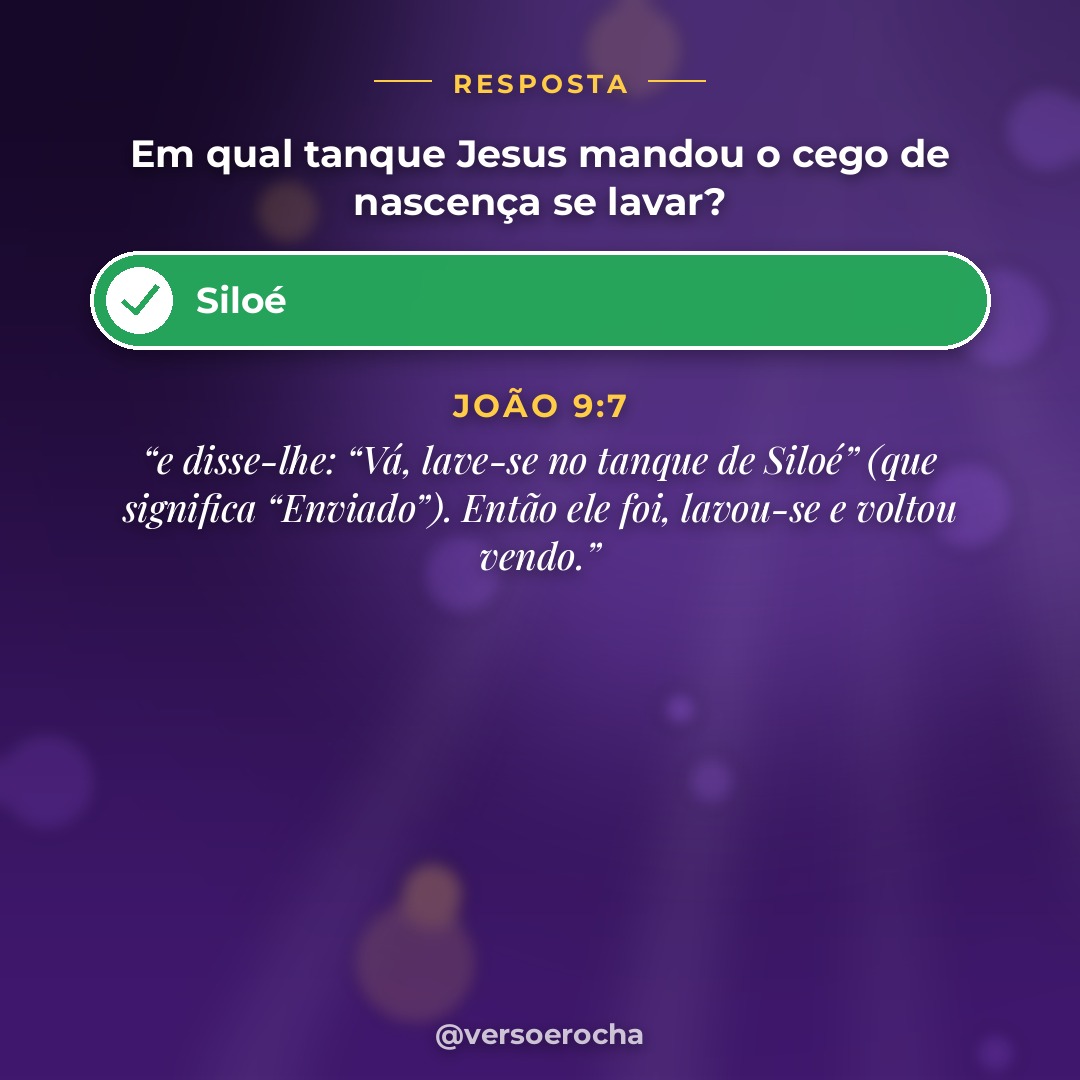 RESPOSTA
Em qual tanque Jesus mandou o cego de
nascença se lavar?
Siloé
JOÃO 9:7
“e disse-lhe: “Vá, lave-se no tanque de Siloé” (que
significa “Enviado”). Então ele foi, lavou-se e voltou
vendo.”
@versoerocha